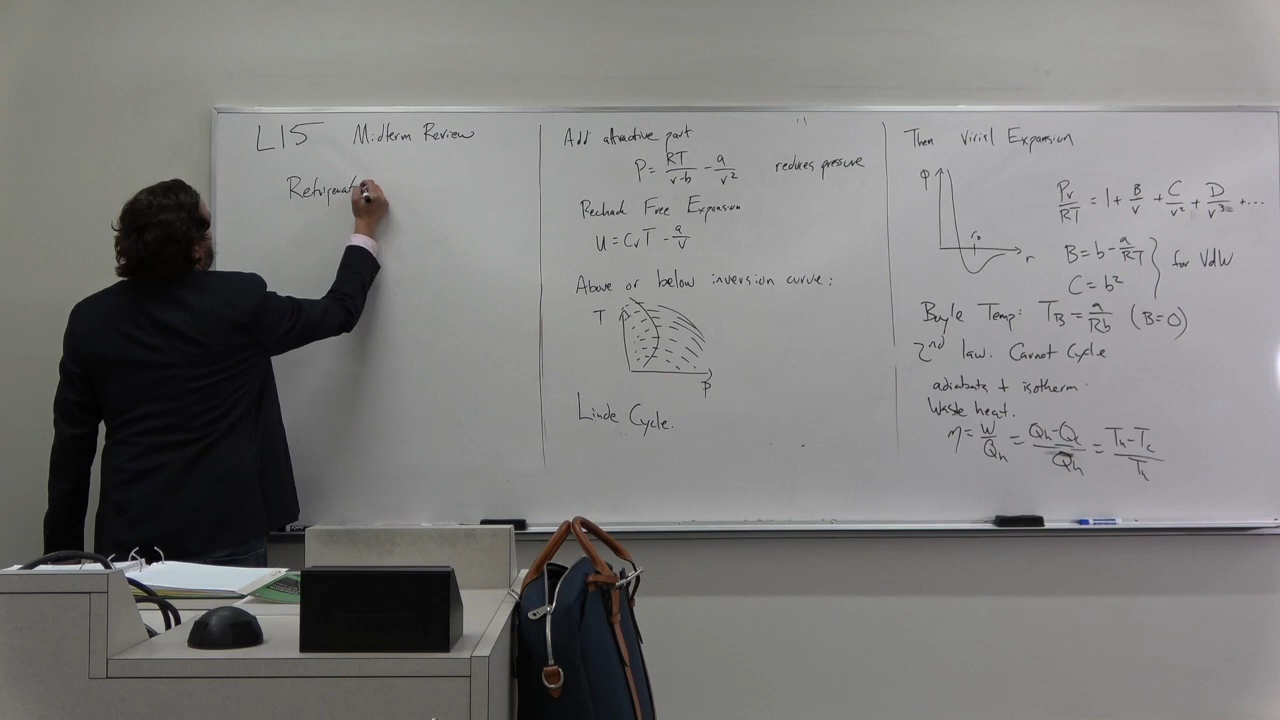 L15 Midterm Review
Refrigerat
Add attractive part
P = RT/(v-b) - a/v²   reduces pressure
Free Expansion
U = CvT - a/v
Above or below inversion curve:
T
P
Linde Cycle.
Then Virial Expansion
φ
r₀
r
Pv/RT = 1 + B/v + C/v² + D/v³ + ...
B = b - a/RT
C = b²
} for VdW
Boyle Temp: T_B = a/Rb (B=0)
2nd law. Carnot Cycle
adiabats + isotherm.
Waste heat.
η = W/Qh = (Qh-Qc)/Qh = (Th-Tc)/Th